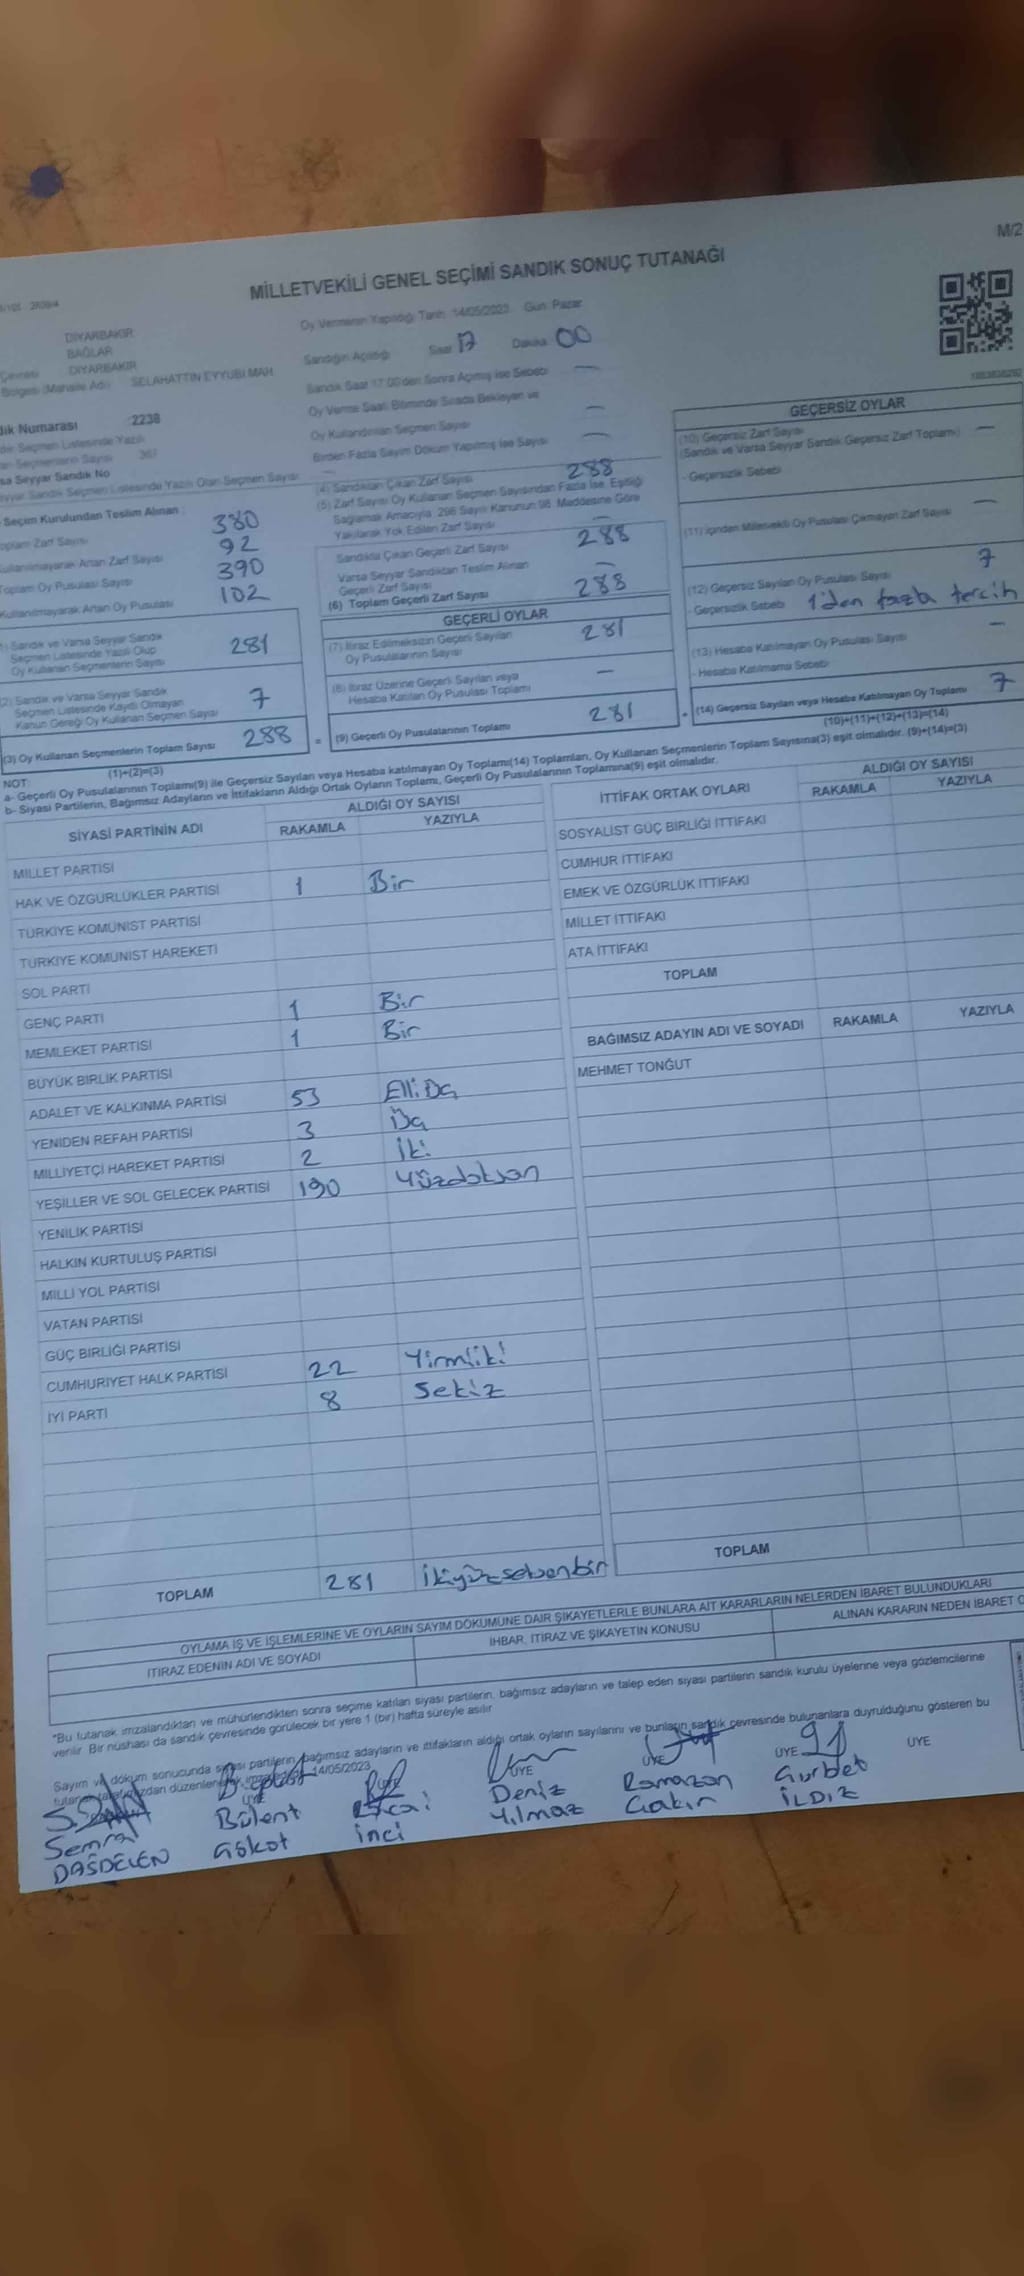 M/2
MİLLETVEKİLİ GENEL SEÇİMİ SANDIK SONUÇ TUTANAĞI
DİYARBAKIR
BAĞLAR
Çevresi DİYARBAKIR
Bölgesi (Mahalle Adı) SELAHATTİN EYYUBİ MAH.
Numarası :2238
Seçmen Listesinde Yazılı
Seçmenlerin Sayısı 361
Seyyar Sandık No
Seyyar Sandık Seçmen Listesinde Yazılı Olan Seçmen Sayısı
Seçim Kurulundan Teslim Alınan
Toplam Zarf Sayısı 380
Kullanılmayarak Artan Zarf Sayısı 92
Toplam Oy Pusulası Sayısı 390
Kullanılmayarak Artan Oy Pusulası 102
(1) Sandık ve Varsa Seyyar Sandık
Seçmen Listesinde Yazılı Olup
Oy Kullanan Seçmenlerin Sayısı 281
(2) Sandık ve Varsa Seyyar Sandık
Seçmen Listesinde Kaydı Olmayan
Kanun Gereği Oy Kullanan Seçmen Sayısı 7
(3) Oy Kullanan Seçmenlerin Toplam Sayısı 288
(1)+(2)=(3)
Oy Vermenin Yapıldığı Tarih :14/05/2023 Gün: Pazar
Sandığın Açıldığı Saat 17 Dakika 00
Sandık Saat 17:00'den Sonra Açılmış İse Sebebi —
Oy Verme Saati Bitiminde Sırada Bekleyen ve
Oy Kullandırılan Seçmen Sayısı —
Birden Fazla Sayım Döküm Yapılmış İse Sayısı —
(4) Sandıktan Çıkan Zarf Sayısı 288
(5) Zarf Sayısı Oy Kullanan Seçmen Sayısından Fazla İse, Eşitliği
Sağlamak Amacıyla, 298 Sayılı Kanunun 98. Maddesine Göre
Yakılarak Yok Edilen Zarf Sayısı —
Sandıkta Çıkan Geçerli Zarf Sayısı 288
Varsa Seyyar Sandıktan Teslim Alınan
Geçerli Zarf Sayısı —
(6) Toplam Geçerli Zarf Sayısı 288
GEÇERLİ OYLAR
(7) İtiraz Edilmeksizin Geçerli Sayılan
Oy Pusulalarının Sayısı 281
(8) İtiraz Üzerine Geçerli Sayılan veya
Hesaba Katılan Oy Pusulası Toplamı —
= (9) Geçerli Oy Pusulalarının Toplamı 281
GEÇERSİZ OYLAR
(10) Geçersiz Zarf Sayısı
(Sandık ve Varsa Seyyar Sandık Geçersiz Zarf Toplamı) —
- Geçersizlik Sebebi
(11) İçinden Milletvekili Oy Pusulası Çıkmayan Zarf Sayısı —
(12) Geçersiz Sayılan Oy Pusulası Sayısı 7
- Geçersizlik Sebebi 1'den fazla tercih
(13) Hesaba Katılmayan Oy Pusulası Sayısı —
- Hesaba Katılmama Sebebi
+ (14) Geçersiz Sayılan veya Hesaba Katılmayan Oy Toplamı 7
(10)+(11)+(12)+(13)=(14)
NOT:
a- Geçerli Oy Pusulalarının Toplamı(9) ile Geçersiz Sayılan veya Hesaba katılmayan Oy Toplamı(14) Toplamları, Oy Kullanan Seçmenlerin Toplam Sayısına(3) eşit olmalıdır. (9)+(14)=(3)
b- Siyasi Partilerin, Bağımsız Adayların ve İttifakların Aldığı Ortak Oyların Toplamı, Geçerli Oy Pusulalarının Toplamına(9) eşit olmalıdır.
SİYASİ PARTİNİN ADI ALDIĞI OY SAYISI
RAKAMLA YAZIYLA
MİLLET PARTİSİ
HAK VE ÖZGÜRLÜKLER PARTİSİ 1 Bir
TÜRKİYE KOMÜNİST PARTİSİ
TÜRKİYE KOMÜNİST HAREKETİ
SOL PARTİ
GENÇ PARTİ 1 Bir
MEMLEKET PARTİSİ 1 Bir
BÜYÜK BİRLİK PARTİSİ
ADALET VE KALKINMA PARTİSİ 53 Elli Üç
YENİDEN REFAH PARTİSİ 3 Üç
MİLLİYETÇİ HAREKET PARTİSİ 2 İki
YEŞİLLER VE SOL GELECEK PARTİSİ 190 Yüzdoksan
YENİLİK PARTİSİ
HALKIN KURTULUŞ PARTİSİ
MİLLİ YOL PARTİSİ
VATAN PARTİSİ
GÜÇ BİRLİĞİ PARTİSİ
CUMHURİYET HALK PARTİSİ 22 Yirmiiki
İYİ PARTİ 8 Sekiz
TOPLAM 281 İkiyüzseksenbir
İTTİFAK ORTAK OYLARI ALDIĞI OY SAYISI
RAKAMLA YAZIYLA
SOSYALİST GÜÇ BİRLİĞİ İTTİFAKI
CUMHUR İTTİFAKI
EMEK VE ÖZGÜRLÜK İTTİFAKI
MİLLET İTTİFAKI
ATA İTTİFAKI
TOPLAM
BAĞIMSIZ ADAYIN ADI VE SOYADI RAKAMLA YAZIYLA
MEHMET TONĞUT
TOPLAM
OYLAMA İŞ VE İŞLEMLERİNE VE OYLARIN SAYIM DÖKÜMÜNE DAİR ŞİKAYETLERLE BUNLARA AİT KARARLARIN NELERDEN İBARET BULUNDUKLARI
İTİRAZ EDENİN ADI VE SOYADI İHBAR, İTİRAZ VE ŞİKAYETİN KONUSU ALINAN KARARIN NEDEN İBARET O
*Bu tutanak imzalandıktan ve mühürlendikten sonra seçime katılan siyasi partilerin, bağımsız adayların ve talep eden siyasi partilerin sandık kurulu üyelerine veya gözlemcilerine
verilir. Bir nüshası da sandık çevresinde görülecek bir yere 1 (bir) hafta süreyle asılır.
Sayım ve döküm sonucunda siyasi partilerin, bağımsız adayların ve ittifakların aldığı ortak oyların sayılarını ve bunların sandık çevresinde bulunanlara duyurulduğunu gösteren bu
tutanak tarafımızdan düzenlenerek imzalandı. 14/05/2023
ÜYE ÜYE ÜYE ÜYE ÜYE ÜYE
Semra Bülent Deniz Ramazan Gurbet
DAŞDELEN Gökot inci Yılmaz Çakır İLDIZ